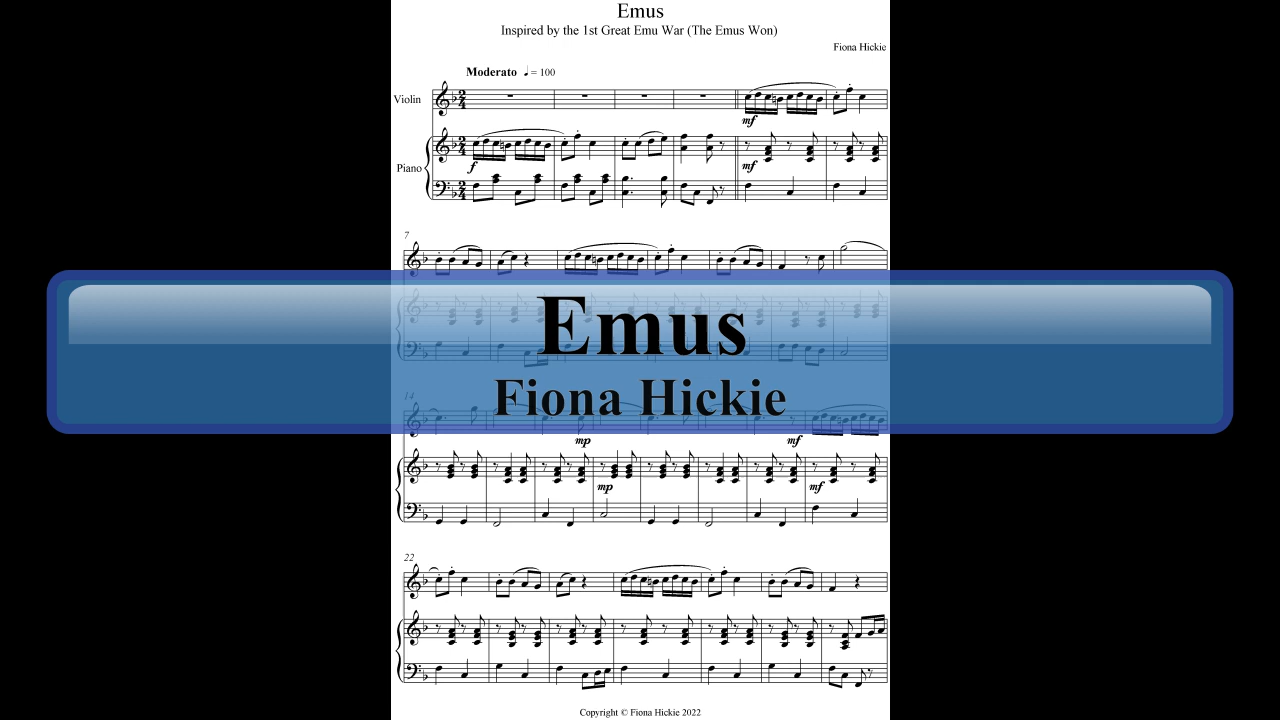 Emus
Inspired by the 1st Great Emu War (The Emus Won)
Fiona Hickie
Moderato ♩ = 100
Violin
mf
Piano
f
mf
7
Emus
Fiona Hickie
14
mp
mf
mp
mf
22
Copyright © Fiona Hickie 2022